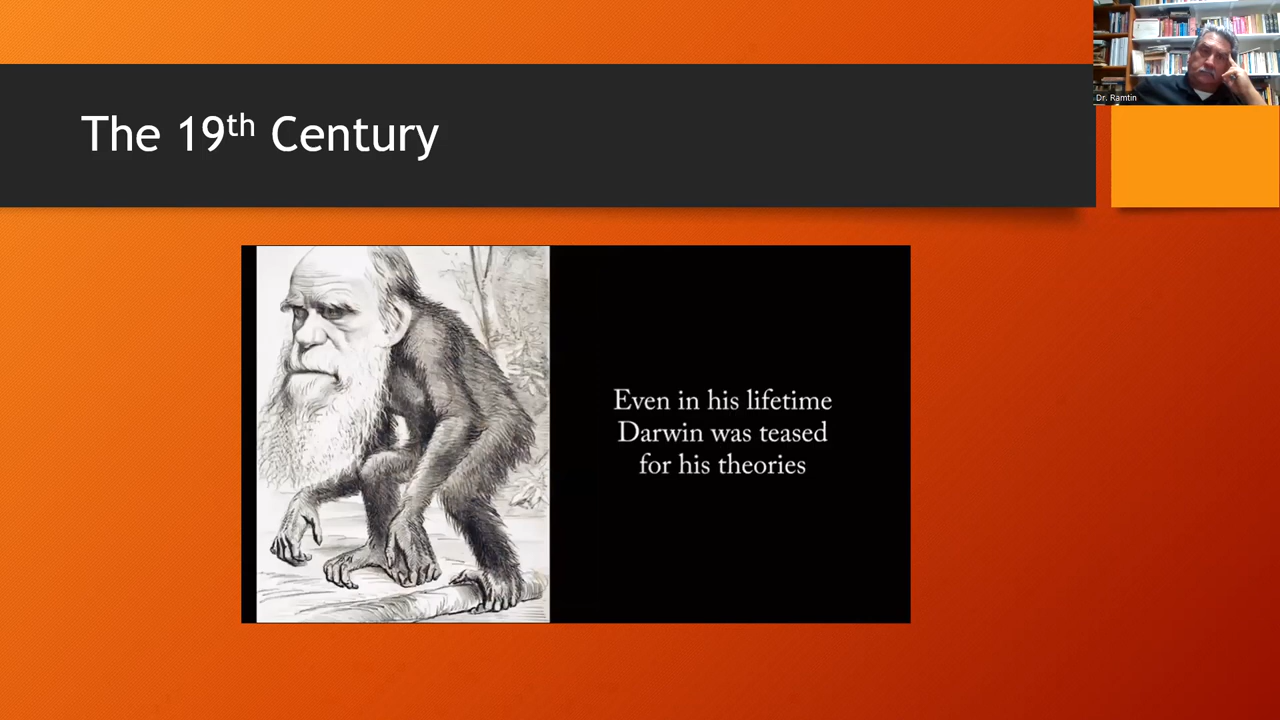 The 19th Century
Dr. Ramtin
Even in his lifetime
Darwin was teased
for his theories